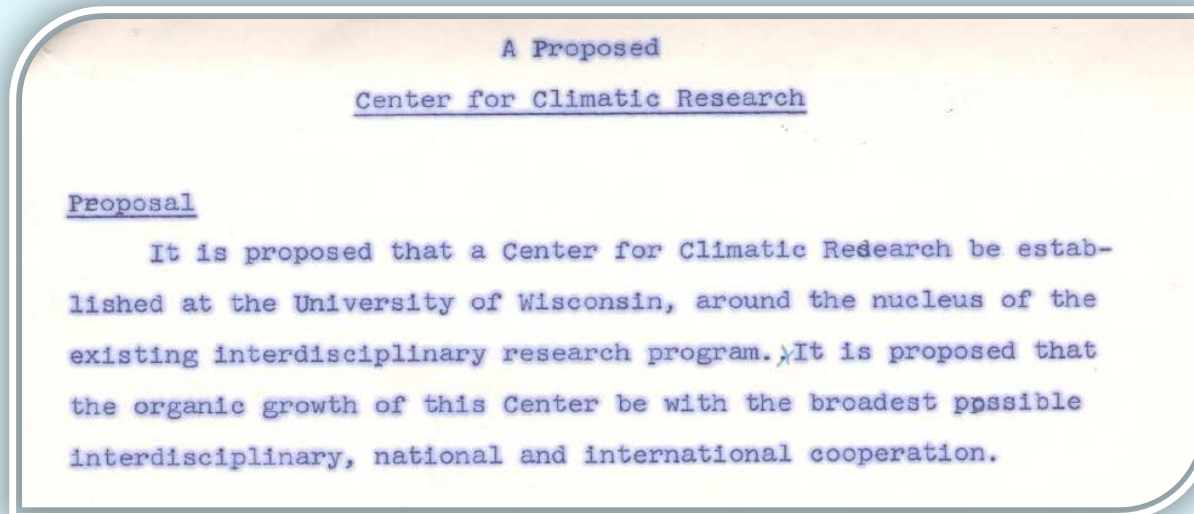 A Proposed
Center for Climatic Research
Proposal
It is proposed that a Center for Climatic Redearch be estab-
lished at the University of Wisconsin, around the nucleus of the
existing interdisciplinary research program. It is proposed that
the organic growth of this Center be with the broadest ppssible
interdisciplinary, national and international cooperation.